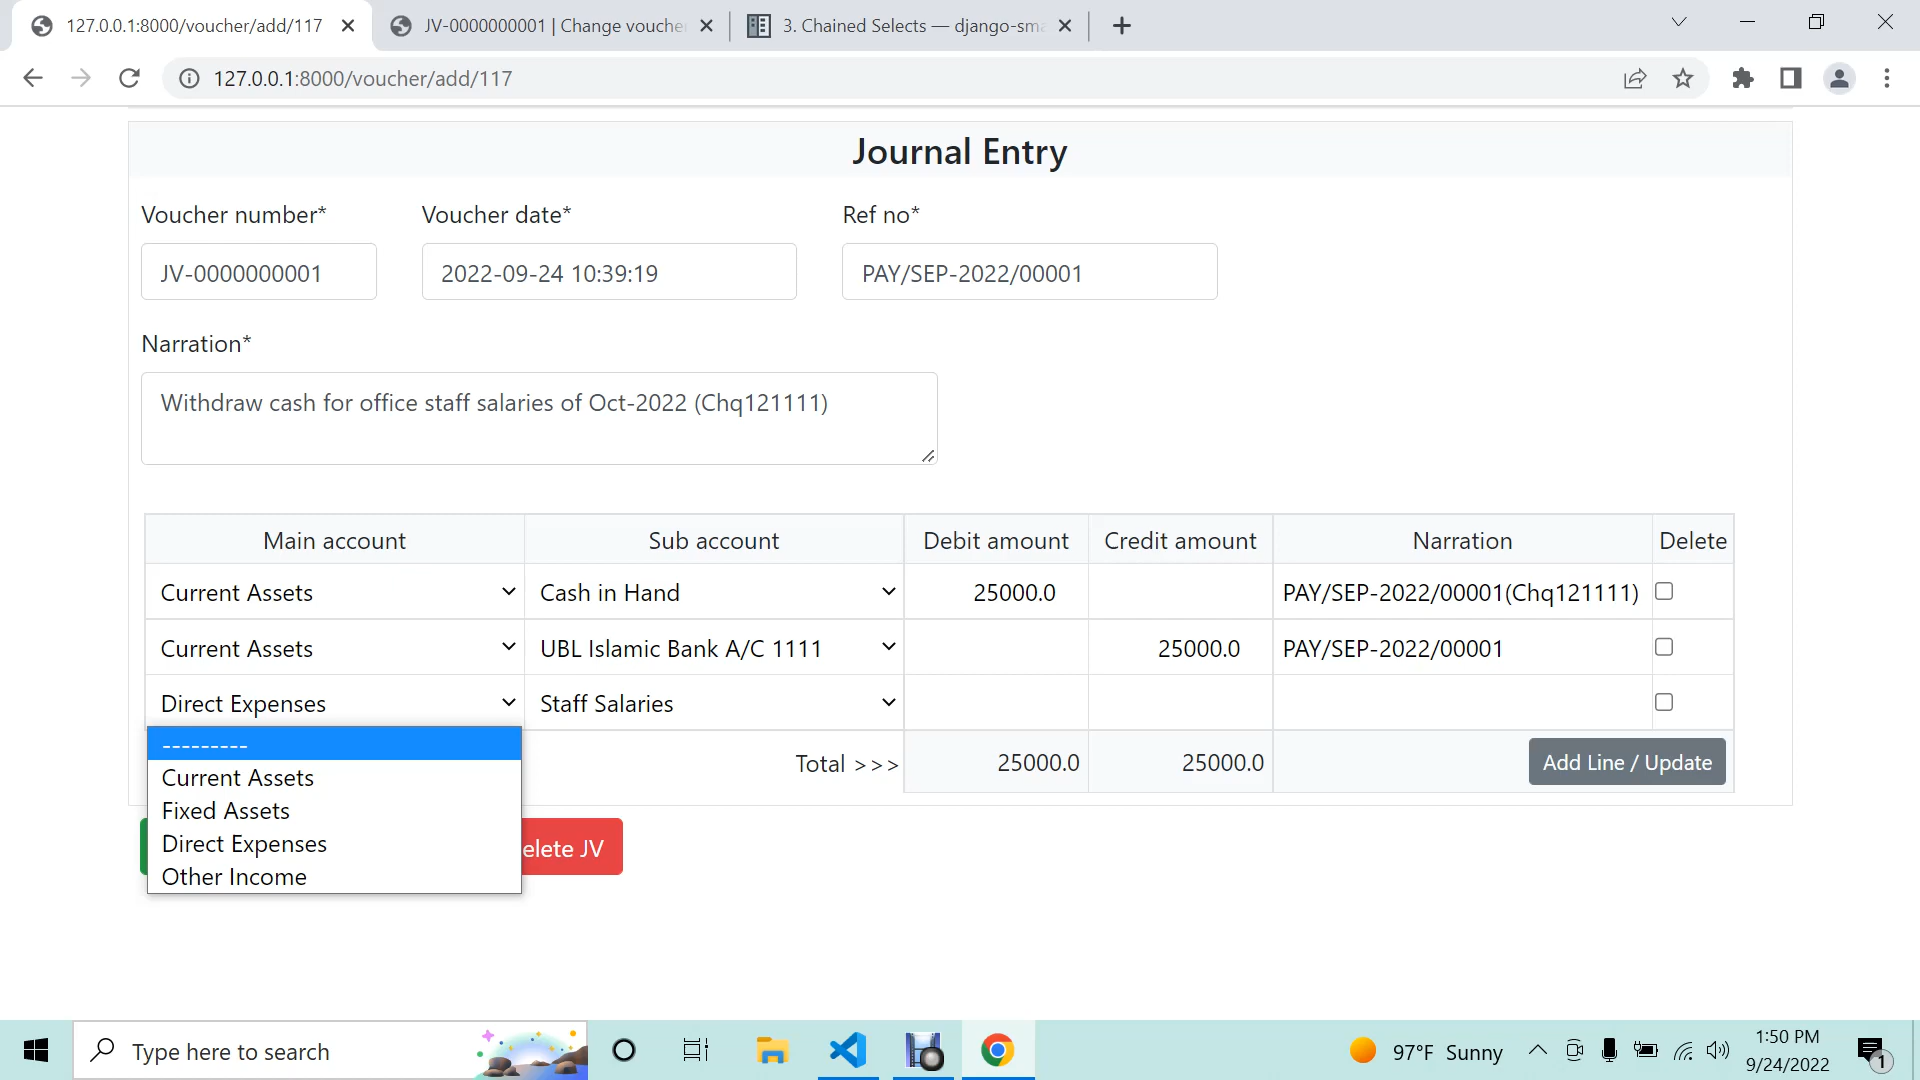 127.0.0.1:8000/voucher/add/117
JV-0000000001 | Change voucher
3. Chained Selects — django-sma
127.0.0.1:8000/voucher/add/117
Journal Entry
Voucher number* Voucher date* Ref no*
JV-0000000001 2022-09-24 10:39:19 PAY/SEP-2022/00001
Narration*
Withdraw cash for office staff salaries of Oct-2022 (Chq121111)
Main account Sub account Debit amount Credit amount Narration Delete
Current Assets Cash in Hand 25000.0 PAY/SEP-2022/00001(Chq121111)
Current Assets UBL Islamic Bank A/C 1111 25000.0 PAY/SEP-2022/00001
Direct Expenses Staff Salaries
---------
Total >>> 25000.0 25000.0 Add Line / Update
Current Assets
Fixed Assets
Direct Expenses
elete JV
Other Income
Type here to search
97°F Sunny
1:50 PM
9/24/2022
1